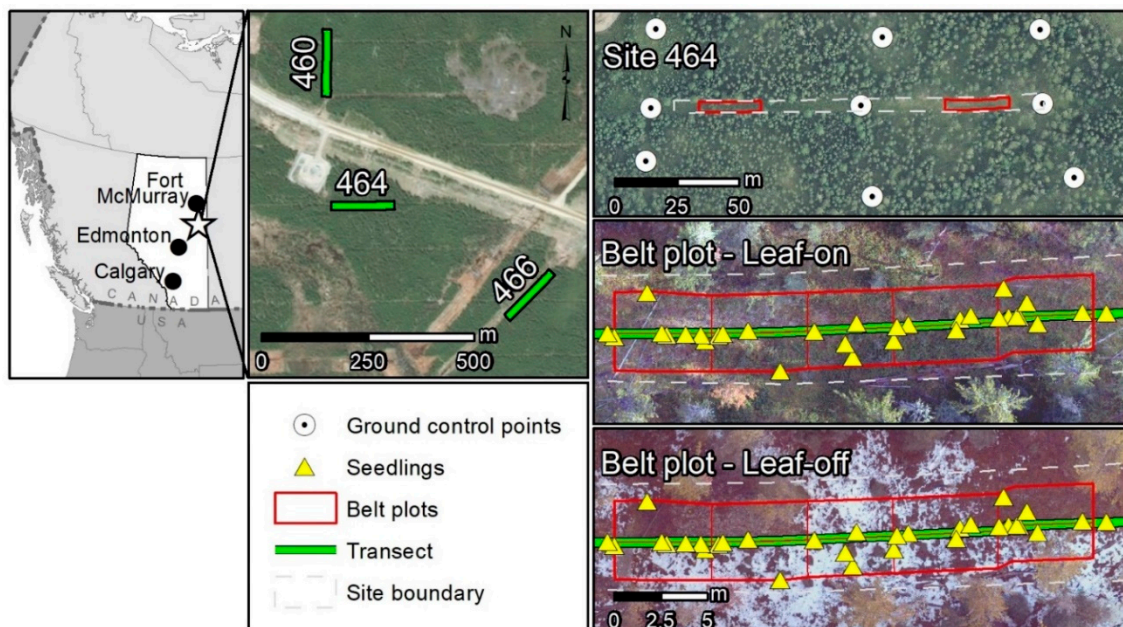 Fort
McMurray
Edmonton
Calgary
CANADA
USA
460
N
464
466
m
0 250 500
Site 464
m
0 25 50
Belt plot - Leaf-on
Belt plot - Leaf-off
m
0 2.5 5
Ground control points
Seedlings
Belt plots
Transect
Site boundary